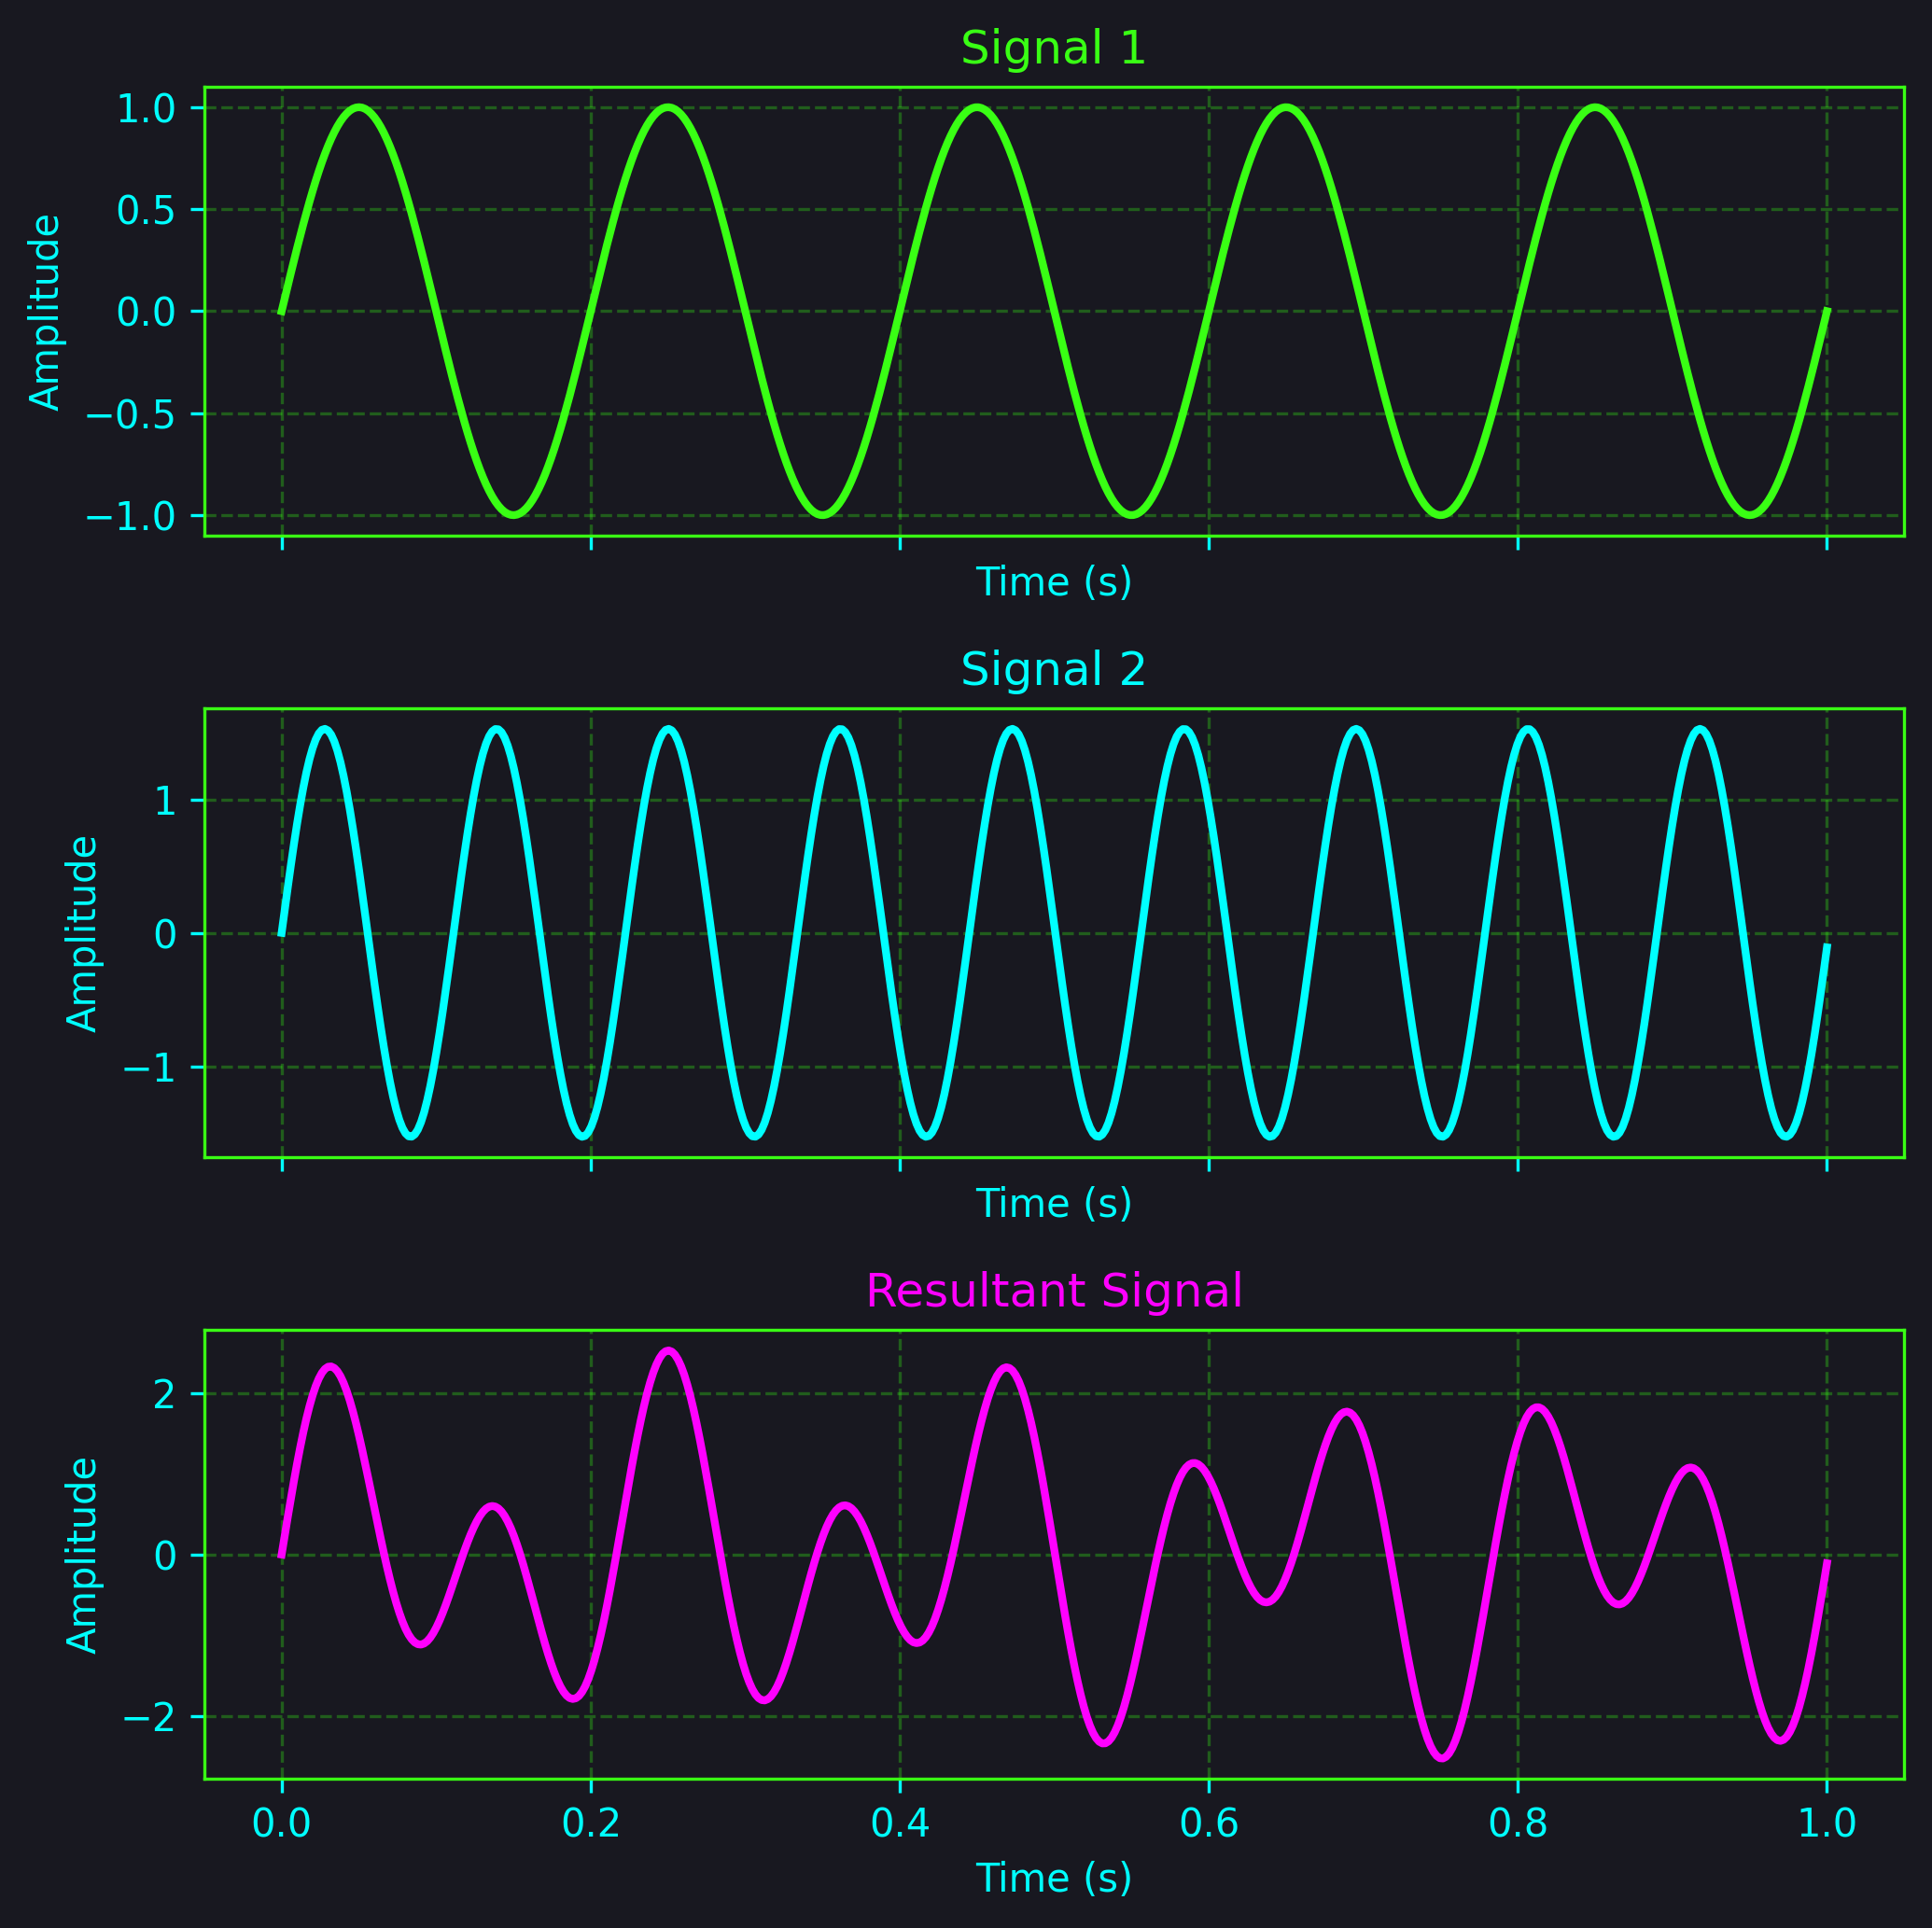 Signal 1
1.0
0.5
0.0
−0.5
−1.0
Amplitude
Time (s)
Signal 2
1
0
−1
Amplitude
Time (s)
Resultant Signal
2
0
−2
Amplitude
0.0 0.2 0.4 0.6 0.8 1.0
Time (s)